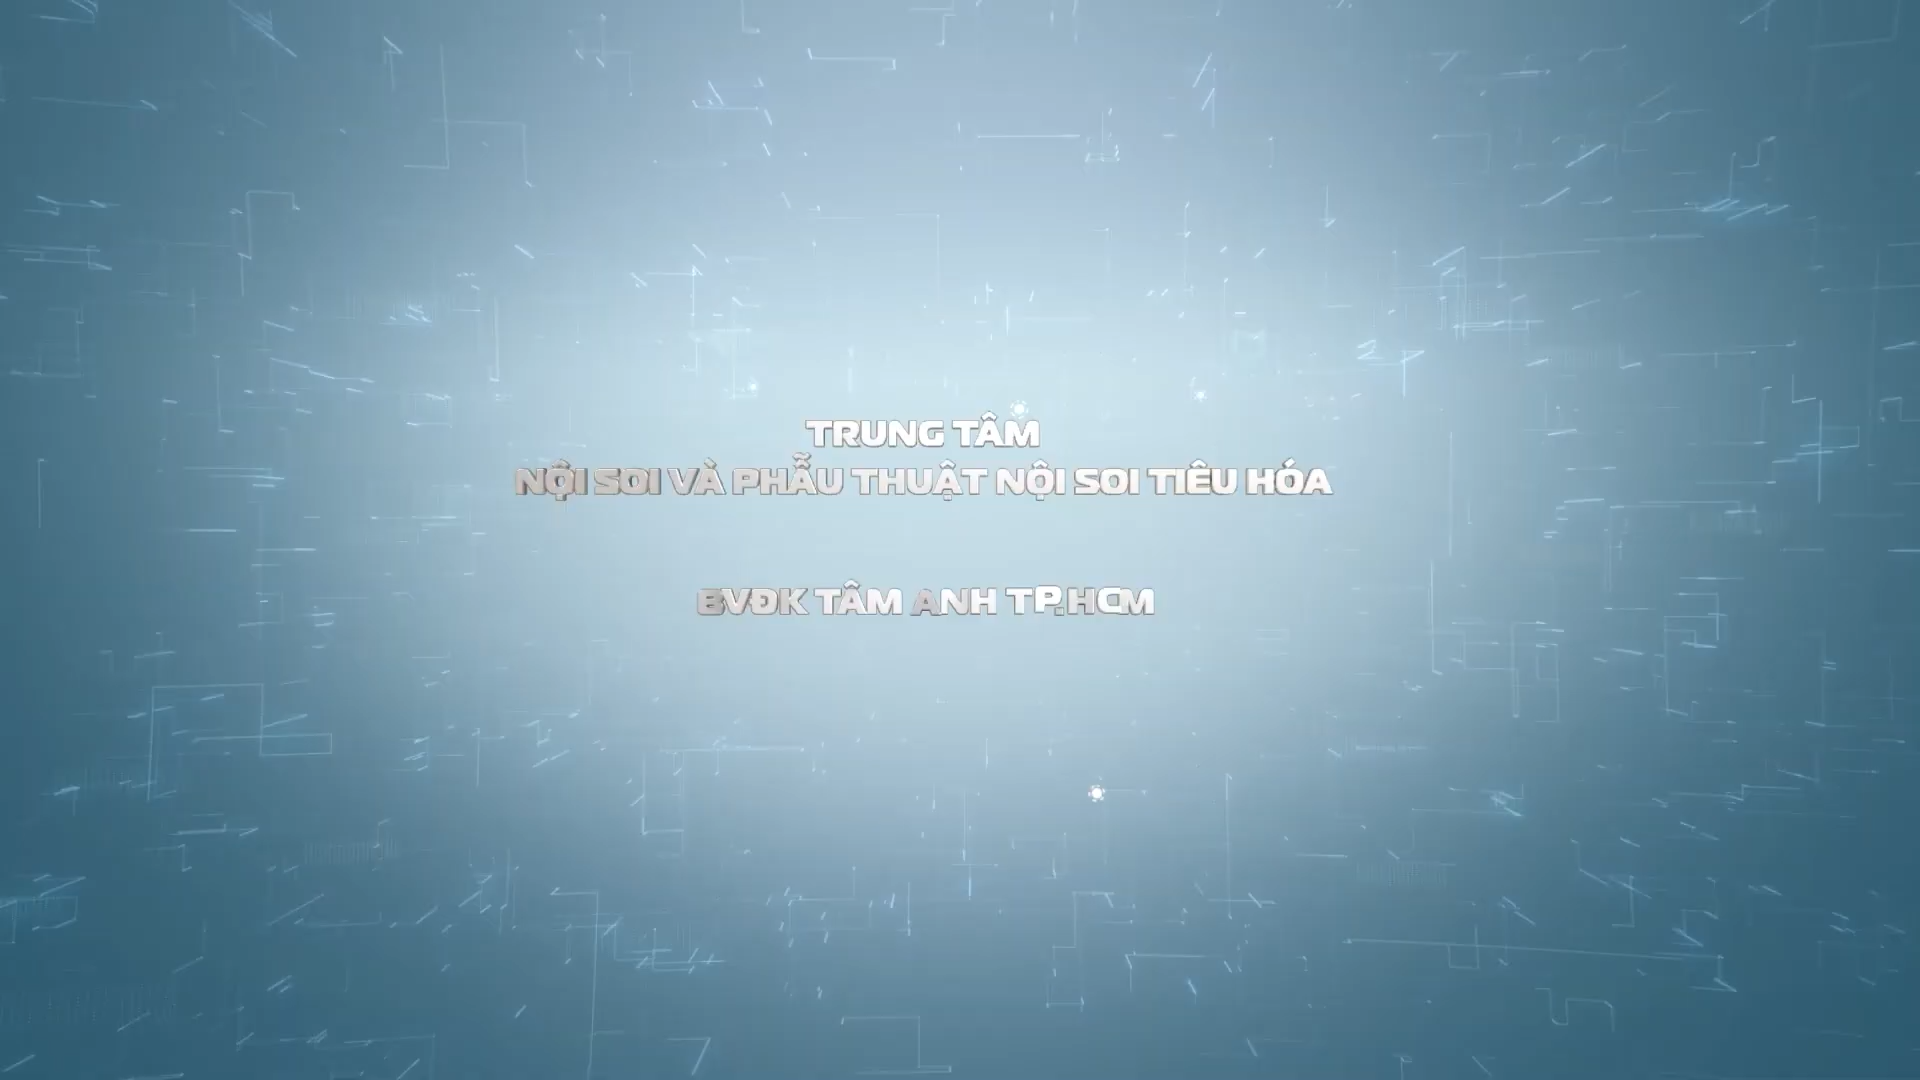 TRUNG TÂM
NỘI SOI VÀ PHẪU THUẬT NỘI SOI TIÊU HÓA
BVĐK TÂM ANH TP.HCM